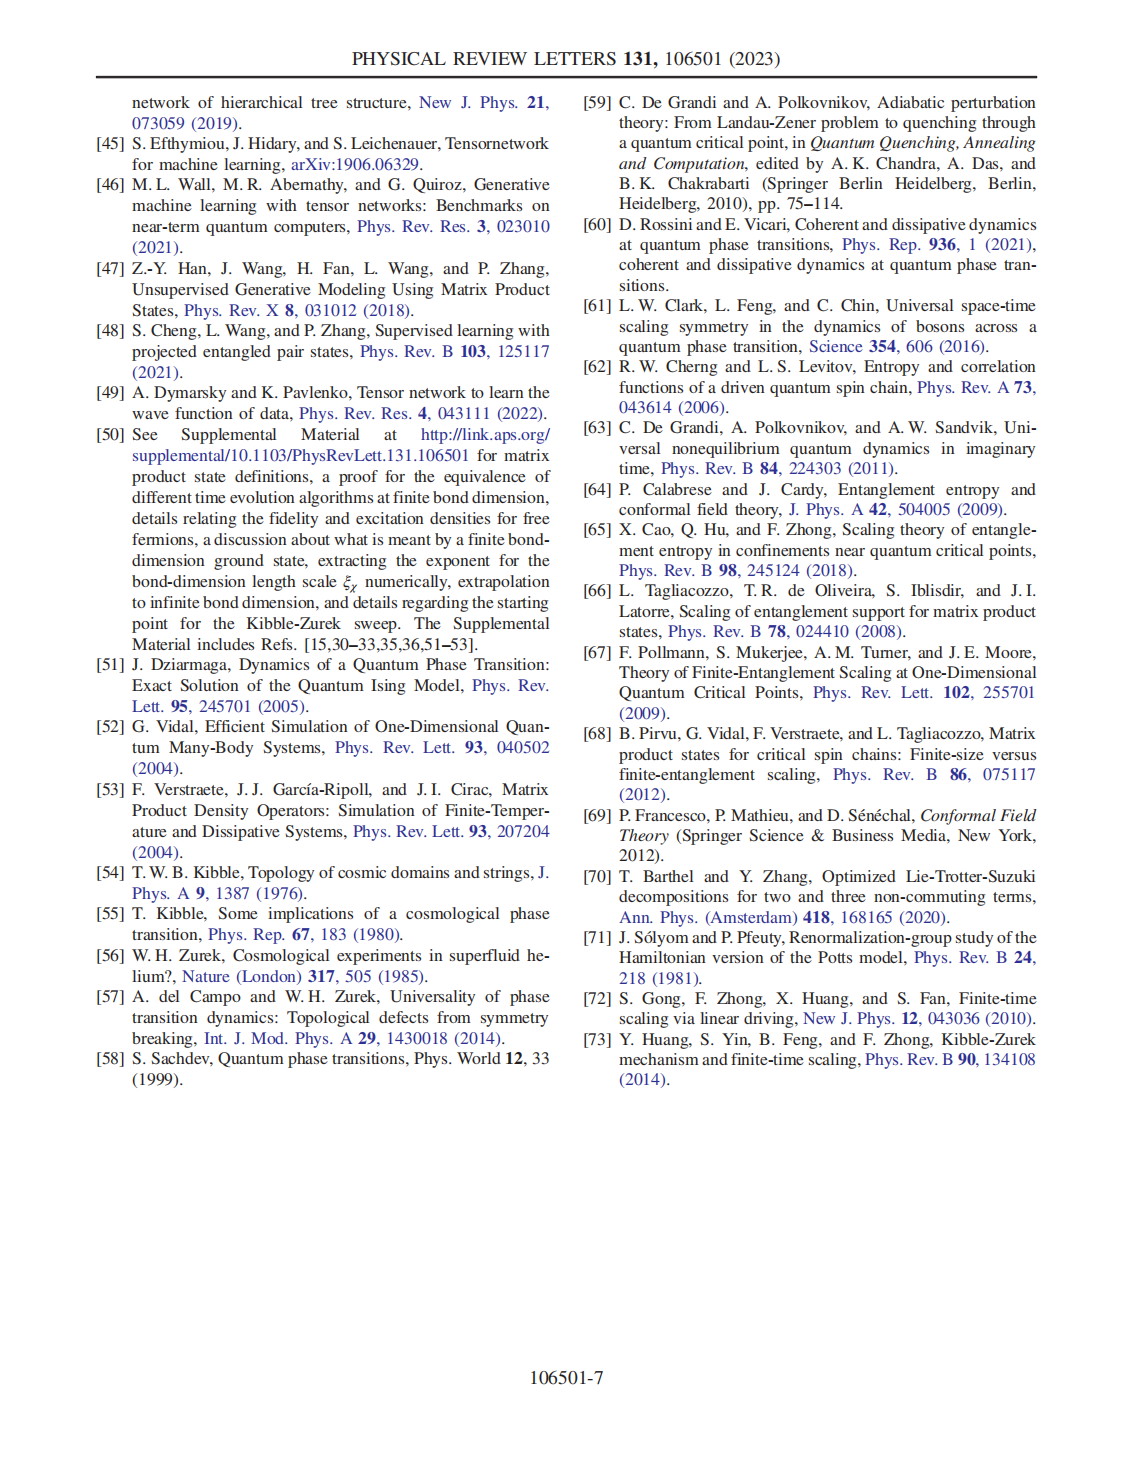 PHYSICAL REVIEW LETTERS 131, 106501 (2023)
network of hierarchical tree structure, New J. Phys. 21,
073059 (2019).
[45] S. Efthymiou, J. Hidary, and S. Leichenauer, Tensornetwork
for machine learning, arXiv:1906.06329.
[46] M. L. Wall, M. R. Abernathy, and G. Quiroz, Generative
machine learning with tensor networks: Benchmarks on
near-term quantum computers, Phys. Rev. Res. 3, 023010
(2021).
[47] Z.-Y. Han, J. Wang, H. Fan, L. Wang, and P. Zhang,
Unsupervised Generative Modeling Using Matrix Product
States, Phys. Rev. X 8, 031012 (2018).
[48] S. Cheng, L. Wang, and P. Zhang, Supervised learning with
projected entangled pair states, Phys. Rev. B 103, 125117
(2021).
[49] A. Dymarsky and K. Pavlenko, Tensor network to learn the
wave function of data, Phys. Rev. Res. 4, 043111 (2022).
[50] See Supplemental Material at http://link.aps.org/
supplemental/10.1103/PhysRevLett.131.106501 for matrix
product state definitions, a proof for the equivalence of
different time evolution algorithms at finite bond dimension,
details relating the fidelity and excitation densities for free
fermions, a discussion about what is meant by a finite bond-
dimension ground state, extracting the exponent for the
bond-dimension length scale ξχ numerically, extrapolation
to infinite bond dimension, and details regarding the starting
point for the Kibble-Zurek sweep. The Supplemental
Material includes Refs. [15,30–33,35,36,51–53].
[51] J. Dziarmaga, Dynamics of a Quantum Phase Transition:
Exact Solution of the Quantum Ising Model, Phys. Rev.
Lett. 95, 245701 (2005).
[52] G. Vidal, Efficient Simulation of One-Dimensional Quan-
tum Many-Body Systems, Phys. Rev. Lett. 93, 040502
(2004).
[53] F. Verstraete, J. J. García-Ripoll, and J. I. Cirac, Matrix
Product Density Operators: Simulation of Finite-Temper-
ature and Dissipative Systems, Phys. Rev. Lett. 93, 207204
(2004).
[54] T. W. B. Kibble, Topology of cosmic domains and strings, J.
Phys. A 9, 1387 (1976).
[55] T. Kibble, Some implications of a cosmological phase
transition, Phys. Rep. 67, 183 (1980).
[56] W. H. Zurek, Cosmological experiments in superfluid he-
lium?, Nature (London) 317, 505 (1985).
[57] A. del Campo and W. H. Zurek, Universality of phase
transition dynamics: Topological defects from symmetry
breaking, Int. J. Mod. Phys. A 29, 1430018 (2014).
[58] S. Sachdev, Quantum phase transitions, Phys. World 12, 33
(1999).
[59] C. De Grandi and A. Polkovnikov, Adiabatic perturbation
theory: From Landau-Zener problem to quenching through
a quantum critical point, in Quantum Quenching, Annealing
and Computation, edited by A. K. Chandra, A. Das, and
B. K. Chakrabarti (Springer Berlin Heidelberg, Berlin,
Heidelberg, 2010), pp. 75–114.
[60] D. Rossini and E. Vicari, Coherent and dissipative dynamics
at quantum phase transitions, Phys. Rep. 936, 1 (2021),
coherent and dissipative dynamics at quantum phase tran-
sitions.
[61] L. W. Clark, L. Feng, and C. Chin, Universal space-time
scaling symmetry in the dynamics of bosons across a
quantum phase transition, Science 354, 606 (2016).
[62] R. W. Cherng and L. S. Levitov, Entropy and correlation
functions of a driven quantum spin chain, Phys. Rev. A 73,
043614 (2006).
[63] C. De Grandi, A. Polkovnikov, and A. W. Sandvik, Uni-
versal nonequilibrium quantum dynamics in imaginary
time, Phys. Rev. B 84, 224303 (2011).
[64] P. Calabrese and J. Cardy, Entanglement entropy and
conformal field theory, J. Phys. A 42, 504005 (2009).
[65] X. Cao, Q. Hu, and F. Zhong, Scaling theory of entangle-
ment entropy in confinements near quantum critical points,
Phys. Rev. B 98, 245124 (2018).
[66] L. Tagliacozzo, T. R. de Oliveira, S. Iblisdir, and J. I.
Latorre, Scaling of entanglement support for matrix product
states, Phys. Rev. B 78, 024410 (2008).
[67] F. Pollmann, S. Mukerjee, A. M. Turner, and J. E. Moore,
Theory of Finite-Entanglement Scaling at One-Dimensional
Quantum Critical Points, Phys. Rev. Lett. 102, 255701
(2009).
[68] B. Pirvu, G. Vidal, F. Verstraete, and L. Tagliacozzo, Matrix
product states for critical spin chains: Finite-size versus
finite-entanglement scaling, Phys. Rev. B 86, 075117
(2012).
[69] P. Francesco, P. Mathieu, and D. Sénéchal, Conformal Field
Theory (Springer Science & Business Media, New York,
2012).
[70] T. Barthel and Y. Zhang, Optimized Lie-Trotter-Suzuki
decompositions for two and three non-commuting terms,
Ann. Phys. (Amsterdam) 418, 168165 (2020).
[71] J. Sólyom and P. Pfeuty, Renormalization-group study of the
Hamiltonian version of the Potts model, Phys. Rev. B 24,
218 (1981).
[72] S. Gong, F. Zhong, X. Huang, and S. Fan, Finite-time
scaling via linear driving, New J. Phys. 12, 043036 (2010).
[73] Y. Huang, S. Yin, B. Feng, and F. Zhong, Kibble-Zurek
mechanism and finite-time scaling, Phys. Rev. B 90, 134108
(2014).
106501-7